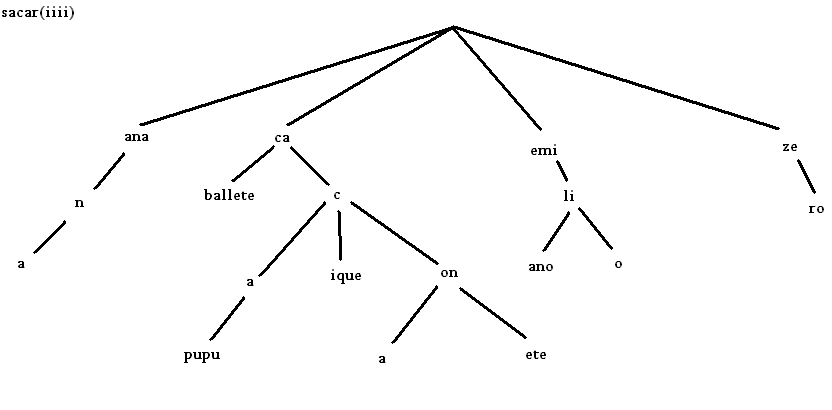 sacar(iiii)
ana
ca
emi
ze
n
ballete
c
li
ro
a
a
ique
on
ano
o
pupu
a
ete